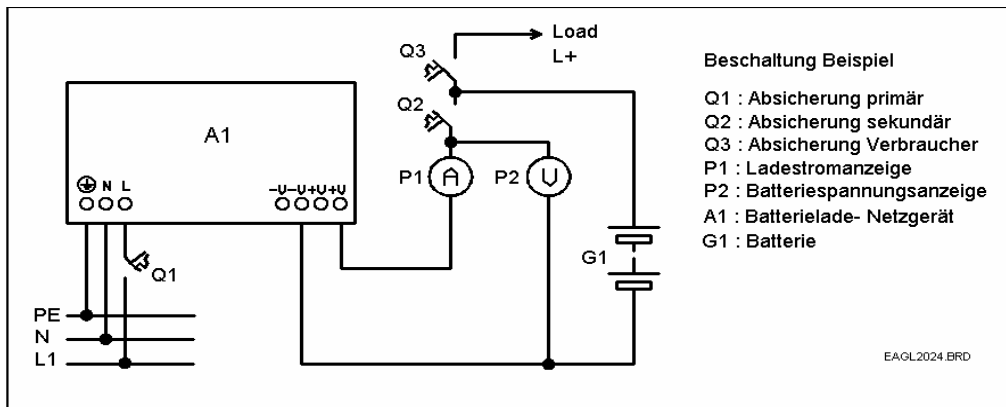 Load
L+
Q3
Q2
A1
N L
-V-V+V+V
P1
A
P2
V
Q1
G1
PE
N
L1
Beschaltung Beispiel
Q1 : Absicherung primär
Q2 : Absicherung sekundär
Q3 : Absicherung Verbraucher
P1 : Ladestromanzeige
P2 : Batteriespannungsanzeige
A1 : Batterielade- Netzgerät
G1 : Batterie
EAGL2024.BRD